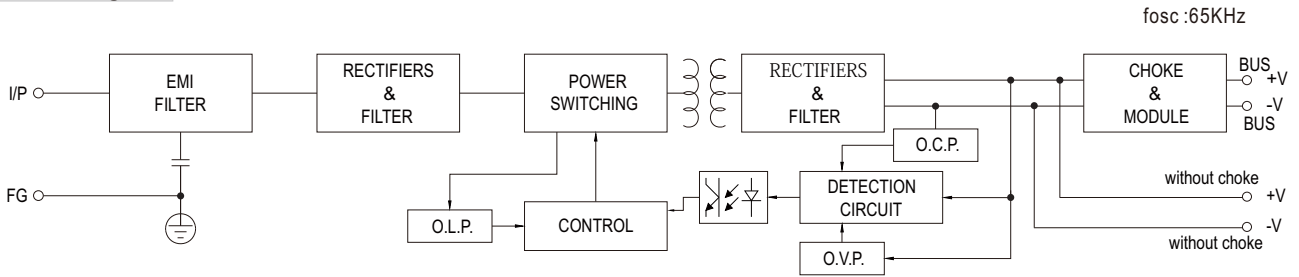 fosc :65KHz
I/P
EMI
FILTER
RECTIFIERS
&
FILTER
POWER
SWITCHING
RECTIFIERS
&
FILTER
CHOKE
&
MODULE
BUS
+V
-V
BUS
O.C.P.
FG
O.L.P.
CONTROL
DETECTION
CIRCUIT
O.V.P.
without choke
+V
-V
without choke